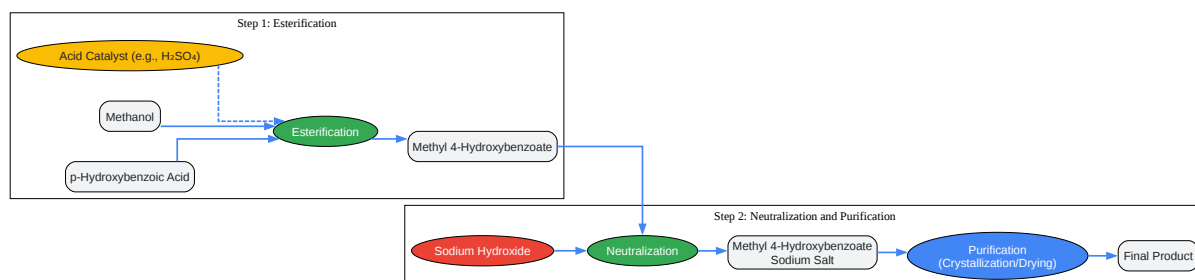 Step 1: Esterification
Acid Catalyst (e.g., H₂SO₄)
Methanol
Esterification
Methyl 4-Hydroxybenzoate
p-Hydroxybenzoic Acid
Step 2: Neutralization and Purification
Sodium Hydroxide
Neutralization
Methyl 4-Hydroxybenzoate
Sodium Salt
Purification
(Crystallization/Drying)
Final Product